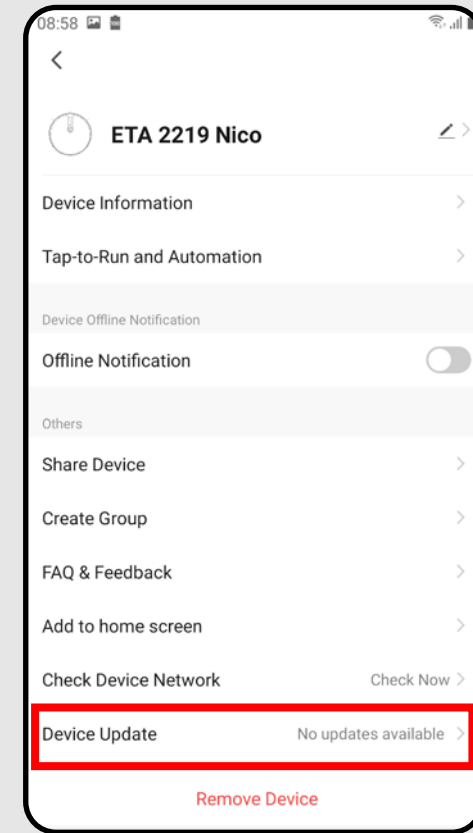 08:58
ETA 2219 Nico
Device Information
Tap-to-Run and Automation
Device Offline Notification
Offline Notification
Others
Share Device
Create Group
FAQ & Feedback
Add to home screen
Check Device Network Check Now
Device Update No updates available
Remove Device